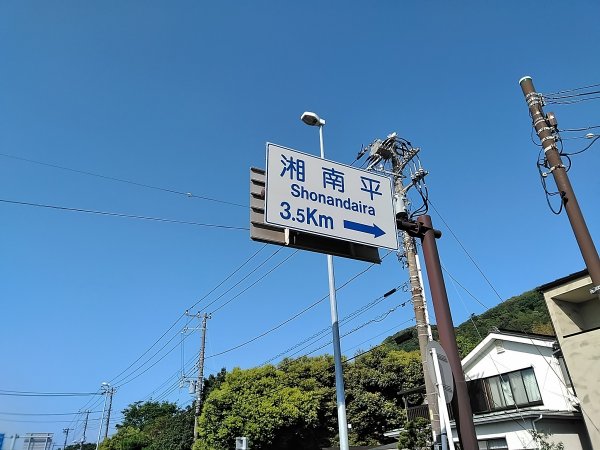 湘南平
Shonandaira
3.5Km